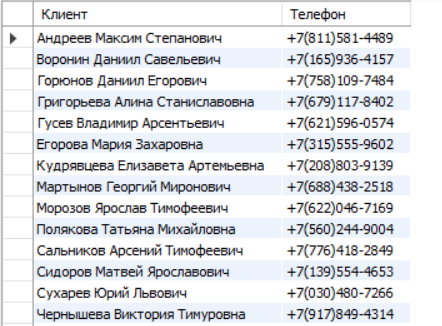 Клиент Телефон
Андреев Максим Степанович +7(811)581-4489
Воронин Даниил Савельевич +7(165)936-4157
Горюнов Даниил Егорович +7(758)109-7484
Григорьева Алина Станиславовна +7(679)117-8402
Гусев Владимир Арсентьевич +7(621)596-0574
Егорова Мария Захаровна +7(315)555-9602
Кудрявцева Елизавета Артемьевна +7(208)803-9139
Мартынов Георгий Миронович +7(688)438-2518
Морозов Ярослав Тимофеевич +7(622)046-7169
Полякова Татьяна Михайловна +7(560)244-9004
Сальников Арсений Тимофеевич +7(776)418-2849
Сидоров Матвей Ярославович +7(139)554-4653
Сухарев Юрий Львович +7(030)480-7266
Чернышева Виктория Тимуровна +7(917)849-4314